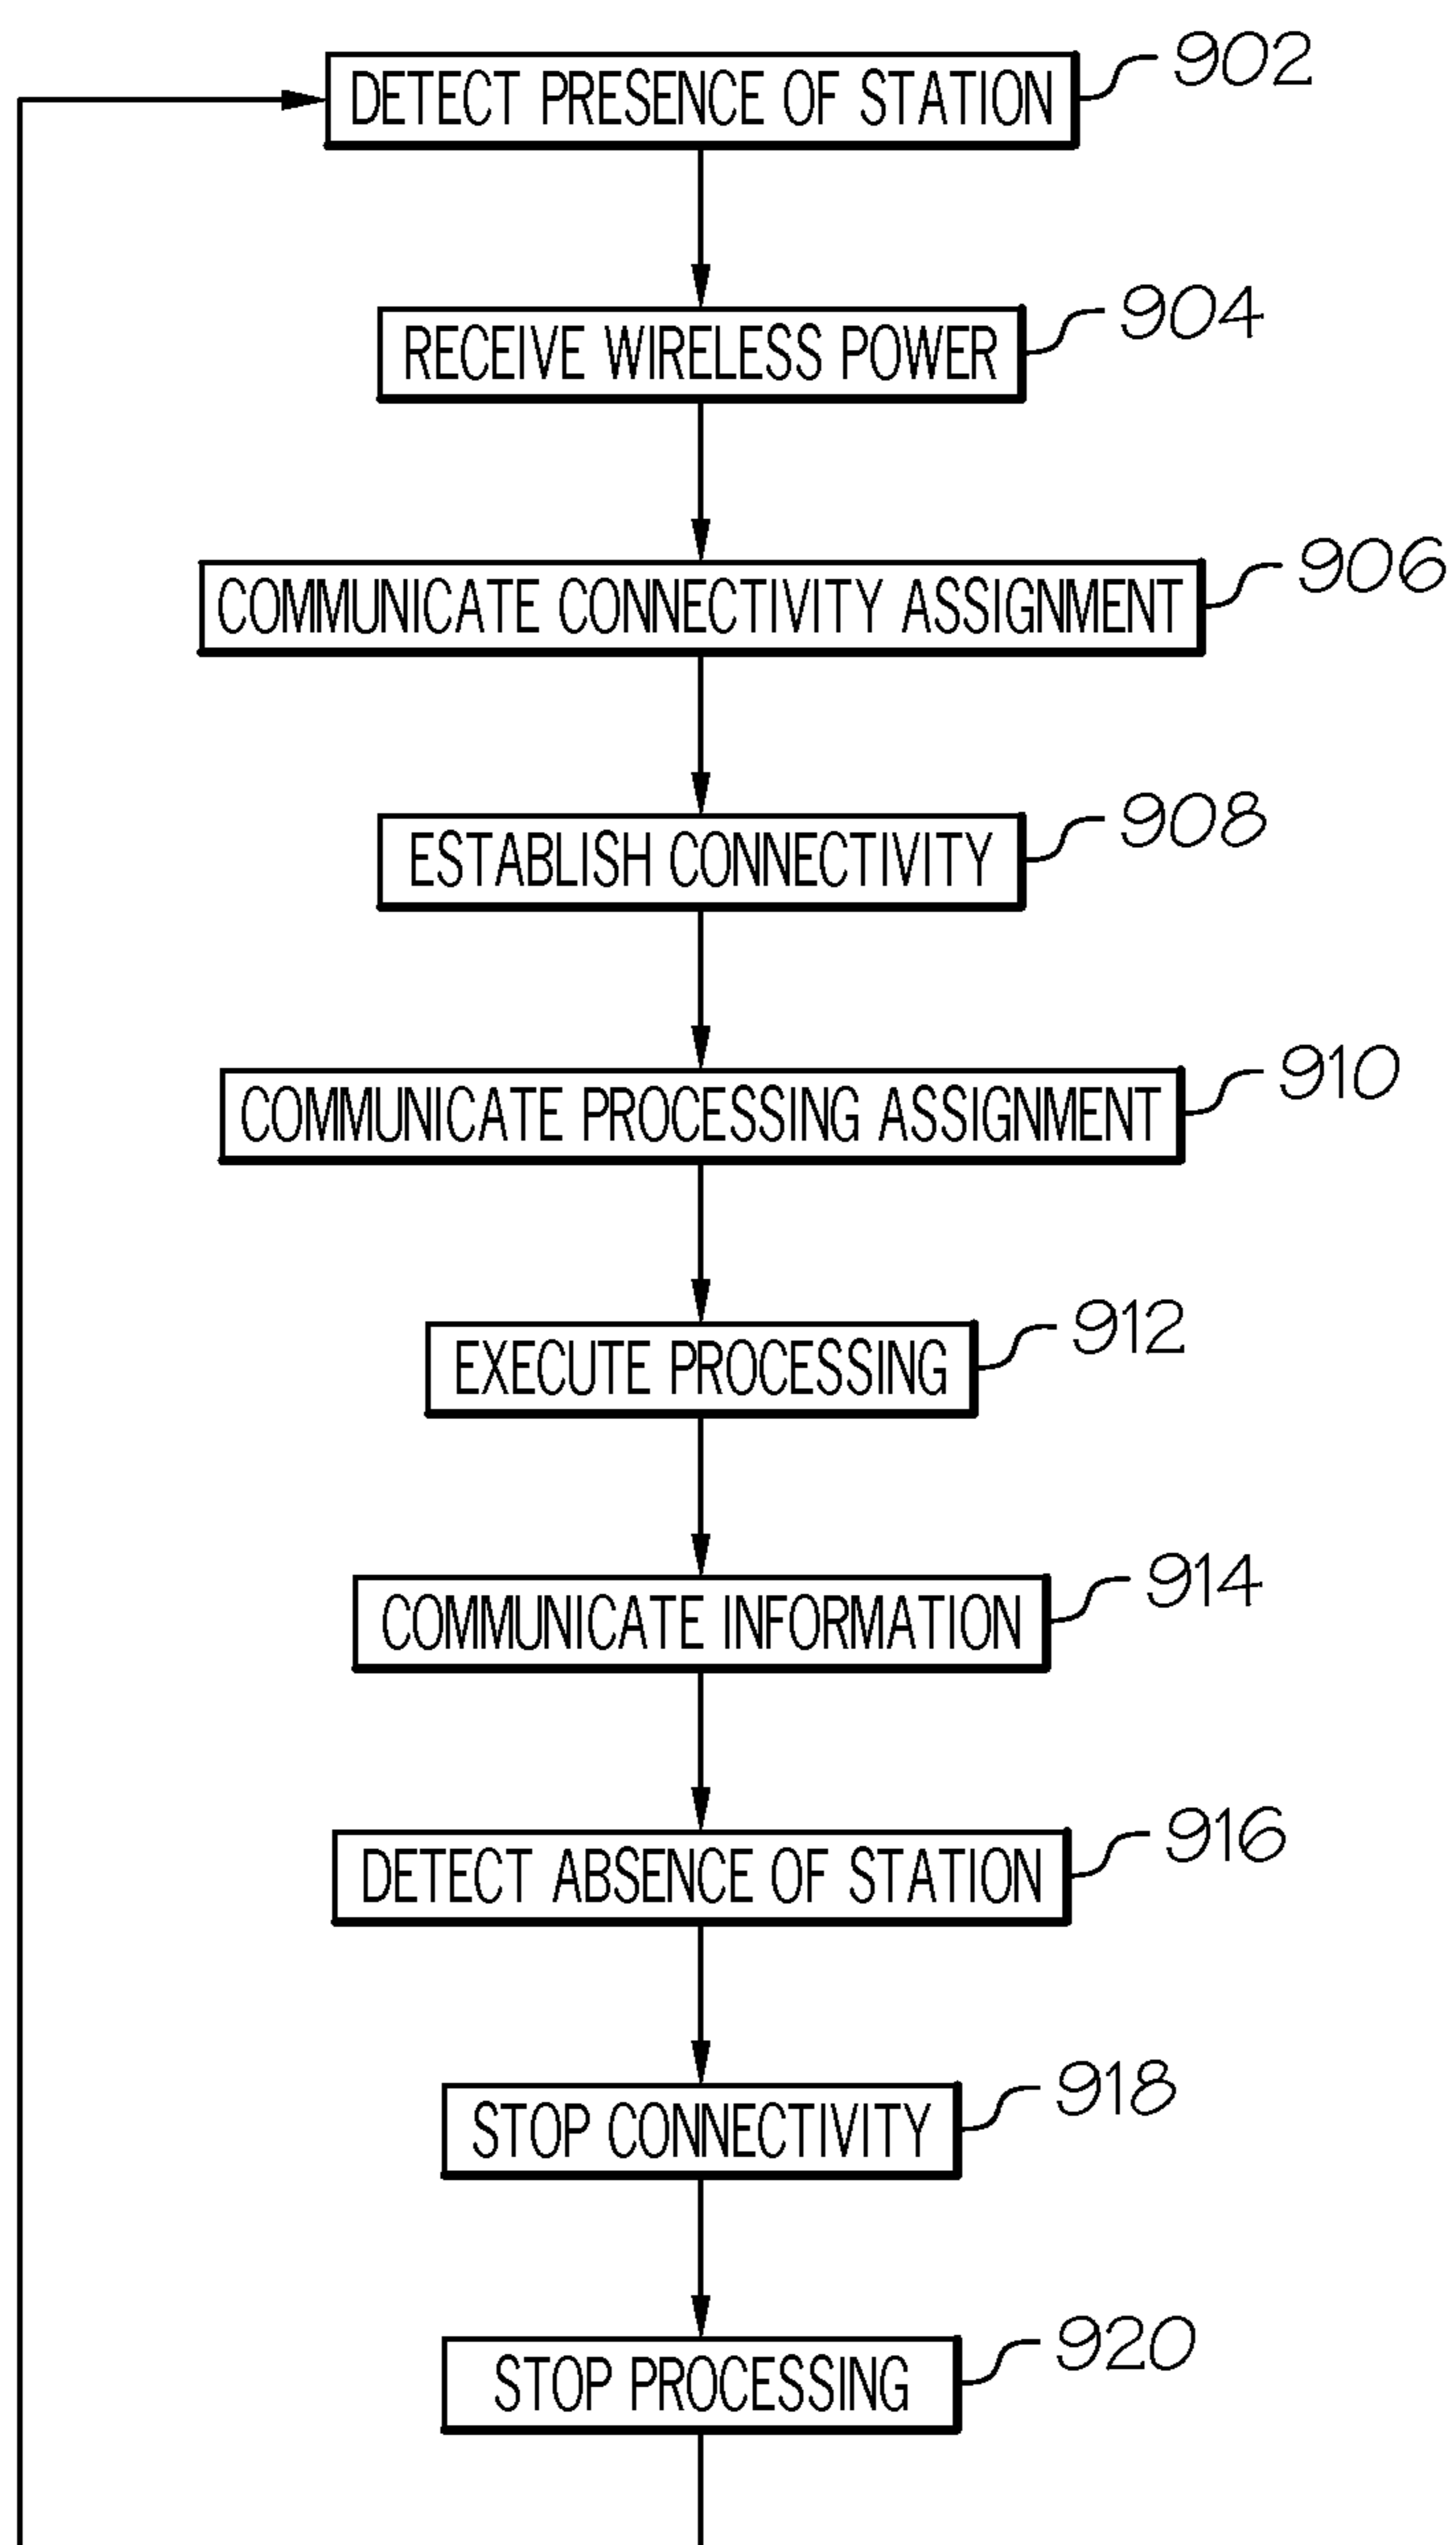 DETECT PRESENCE OF STATION 902
RECEIVE WIRELESS POWER 904
COMMUNICATE CONNECTIVITY ASSIGNMENT 906
ESTABLISH CONNECTIVITY 908
COMMUNICATE PROCESSING ASSIGNMENT 910
EXECUTE PROCESSING 912
COMMUNICATE INFORMATION 914
DETECT ABSENCE OF STATION 916
STOP CONNECTIVITY 918
STOP PROCESSING 920